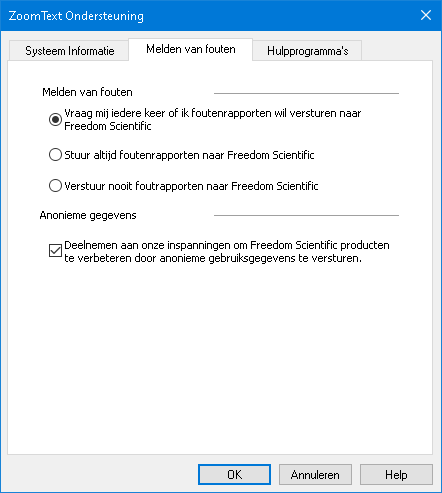 ZoomText Ondersteuning
Systeem Informatie
Melden van fouten
Hulpprogramma's
Melden van fouten
Vraag mij iedere keer of ik foutenrapporten wil versturen naar
Freedom Scientific
Stuur altijd foutenrapporten naar Freedom Scientific
Verstuur nooit foutrapporten naar Freedom Scientific
Anonieme gegevens
Deelnemen aan onze inspanningen om Freedom Scientific producten
te verbeteren door anonieme gebruiksgegevens te versturen.
OK
Annuleren
Help